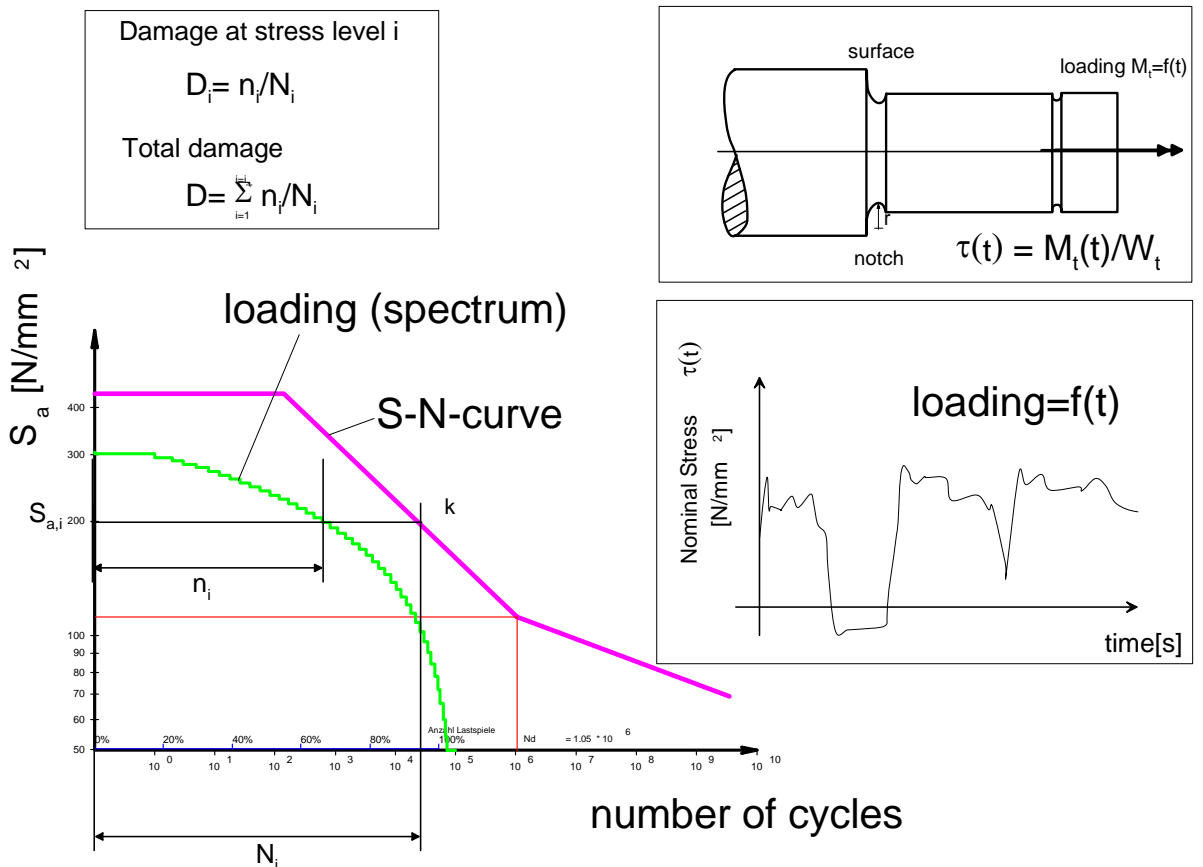 Damage at stress level i
Dᵢ= nᵢ/Nᵢ
Total damage
D= Σ nᵢ/Nᵢ
i=1
surface
loading Mₜ=f(t)
r
notch
τ(t) = Mₜ(t)/Wₜ
Sₐ [N/mm ²]
loading (spectrum)
S-N-curve
k
400
300
Sₐ,ᵢ 200
nᵢ
100
90
80
70
60
50
0% 20% 40% 60% 80% 100%
Anzahl Lastspiele
Nd = 1.05 * 10 ⁶
10 ⁰ 10 ¹ 10 ² 10 ³ 10 ⁴ 10 ⁵ 10 ⁶ 10 ⁷ 10 ⁸ 10 ⁹ 10 ¹⁰
number of cycles
Nᵢ
τ(t)
Nominal Stress
[N/mm ²]
loading=f(t)
time[s]